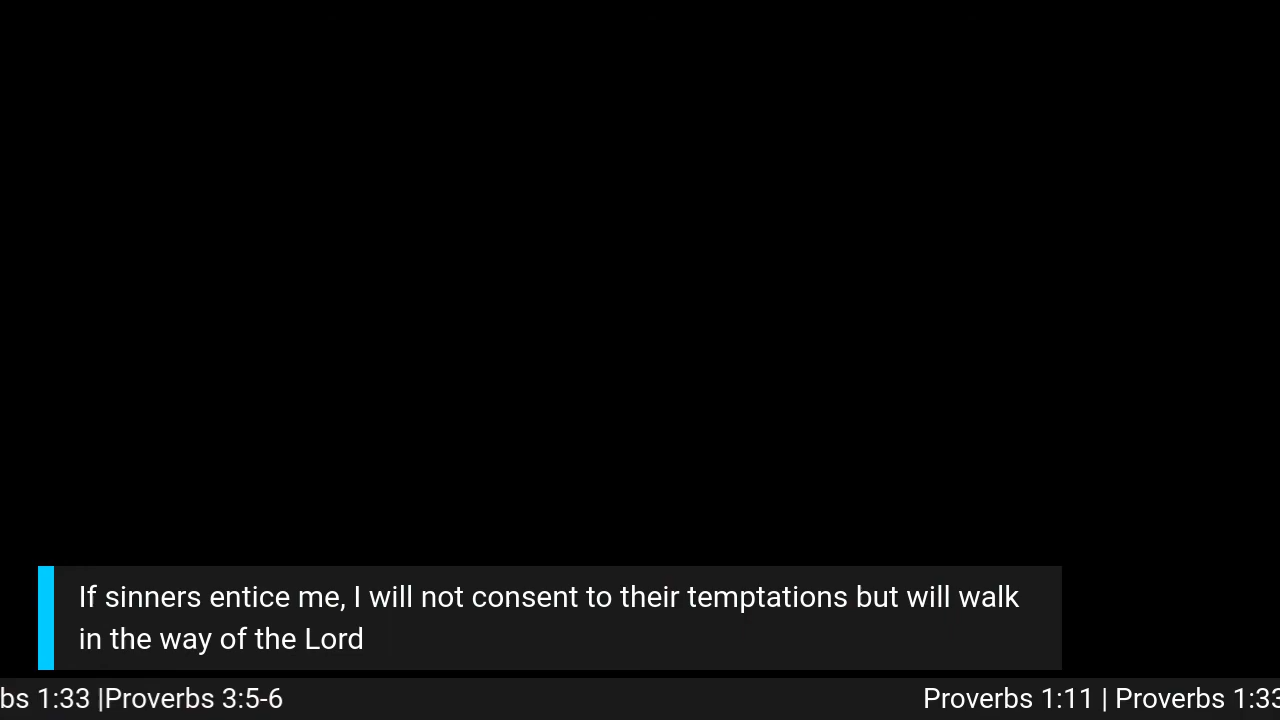 If sinners entice me, I will not consent to their temptations but will walk
in the way of the Lord
bs 1:33 |Proverbs 3:5-6 Proverbs 1:11 | Proverbs 1:33